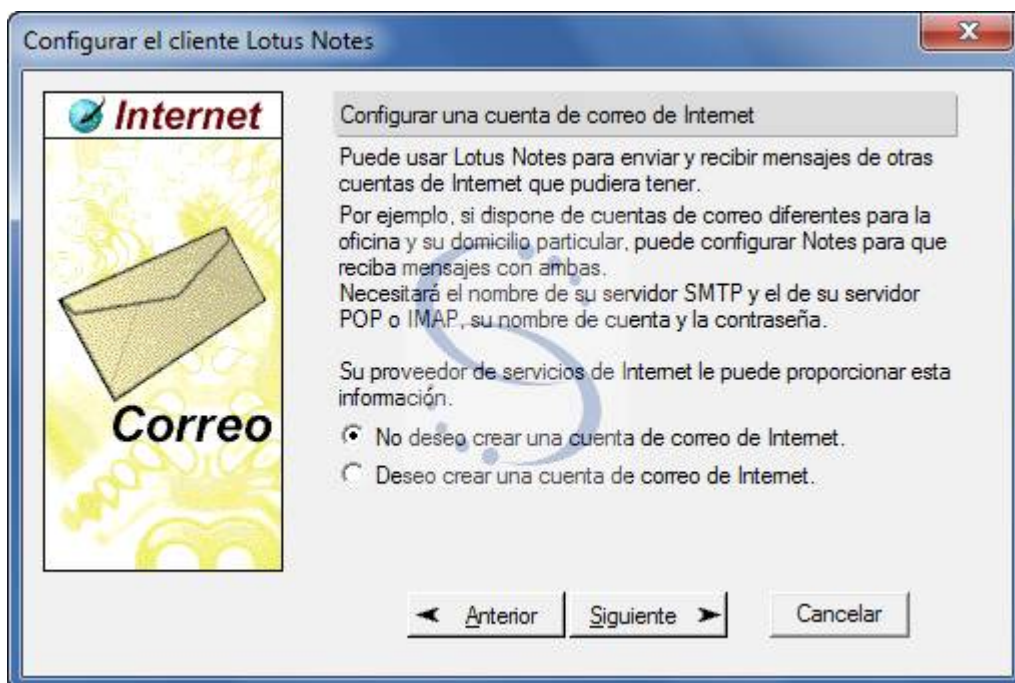 Configurar el cliente Lotus Notes
Internet
Correo
Configurar una cuenta de correo de Internet
Puede usar Lotus Notes para enviar y recibir mensajes de otras
cuentas de Internet que pudiera tener.
Por ejemplo, si dispone de cuentas de correo diferentes para la
oficina y su domicilio particular, puede configurar Notes para que
reciba mensajes con ambas.
Necesitará el nombre de su servidor SMTP y el de su servidor
POP o IMAP, su nombre de cuenta y la contraseña.
Su proveedor de servicios de Internet le puede proporcionar esta
información.
No deseo crear una cuenta de correo de Internet.
Deseo crear una cuenta de correo de Internet.
Anterior Siguiente Cancelar